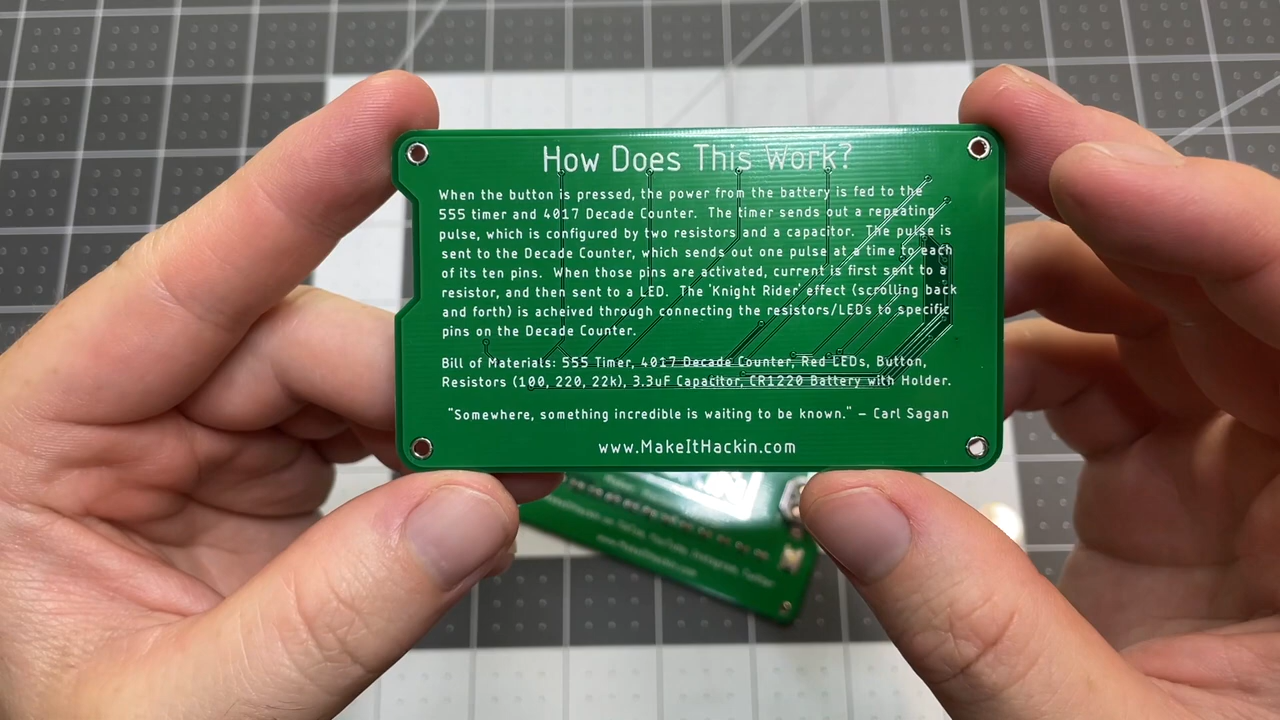 How Does This Work?
When the button is pressed, the power from the battery is fed to the
555 timer and 4017 Decade Counter. The timer sends out a repeating
pulse, which is configured by two resistors and a capacitor. The pulse is
sent to the Decade Counter, which sends out one pulse at a time to each
of its ten pins. When those pins are activated, current is first sent to a
resistor, and then sent to a LED. The 'Knight Rider' effect (scrolling back
and forth) is acheived through connecting the resistors/LEDs to specific
pins on the Decade Counter.
Bill of Materials: 555 Timer, 4017 Decade Counter, Red LEDs, Button,
Resistors (100, 220, 22k), 3.3uF Capacitor, CR1220 Battery with Holder.
"Somewhere, something incredible is waiting to be known." - Carl Sagan
www.MakeItHackin.com
www.MakeItHackin.com